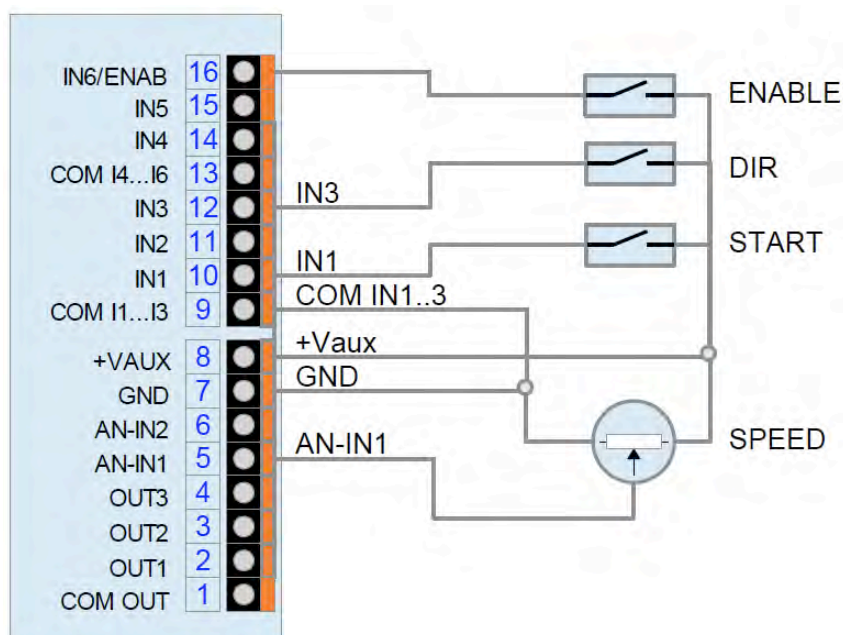 IN6/ENAB 16 ENABLE
IN5 15
IN4 14
COM I4...I6 13 DIR
IN3 12 IN3
IN2 11 START
IN1 10 IN1
COM I1...I3 9 COM IN1..3
+VAUX 8 +Vaux
GND 7 GND
AN-IN2 6
AN-IN1 5 AN-IN1 SPEED
OUT3 4
OUT2 3
OUT1 2
COM OUT 1